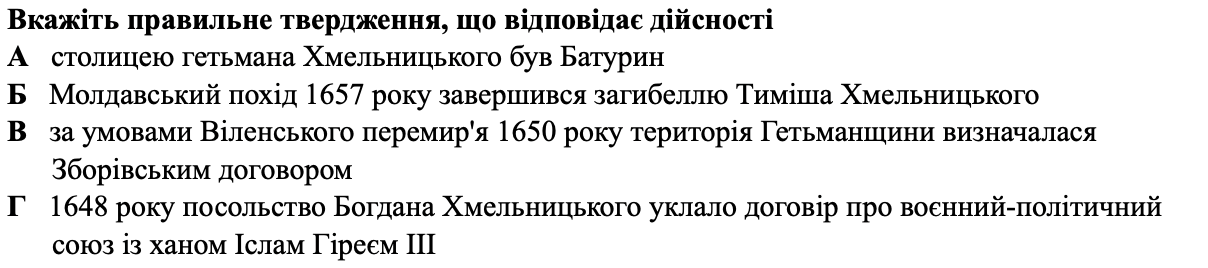 Вкажіть правильне твердження, що відповідає дійсності
А столицею гетьмана Хмельницького був Батурин
Б Молдавський похід 1657 року завершився загибеллю Тиміша Хмельницького
В за умовами Віленського перемир'я 1650 року територія Гетьманщини визначалася
Зборівським договором
Г 1648 року посольство Богдана Хмельницького уклало договір про воєнний-політичний
союз із ханом Іслам Гіреєм ІІІ